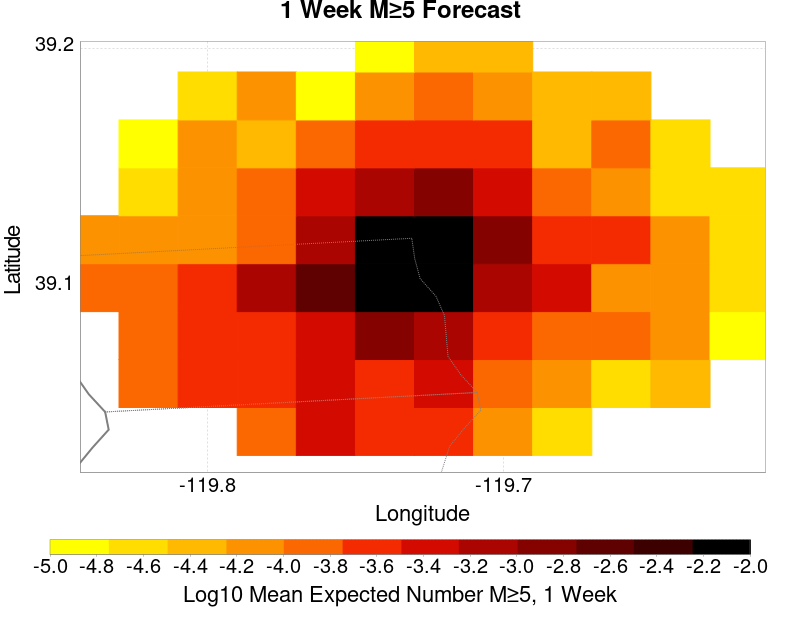 1 Week M≥5 Forecast
39.2
39.1
Latitude
-119.8 -119.7
Longitude
-5.0 -4.8 -4.6 -4.4 -4.2 -4.0 -3.8 -3.6 -3.4 -3.2 -3.0 -2.8 -2.6 -2.4 -2.2 -2.0
Log10 Mean Expected Number M≥5, 1 Week